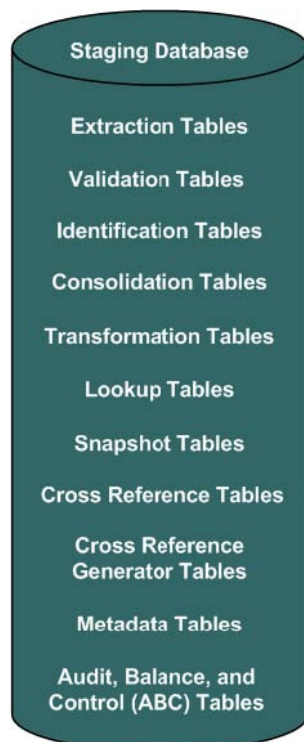 Staging Database
Extraction Tables
Validation Tables
Identification Tables
Consolidation Tables
Transformation Tables
Lookup Tables
Snapshot Tables
Cross Reference Tables
Cross Reference
Generator Tables
Metadata Tables
Audit, Balance, and
Control (ABC) Tables